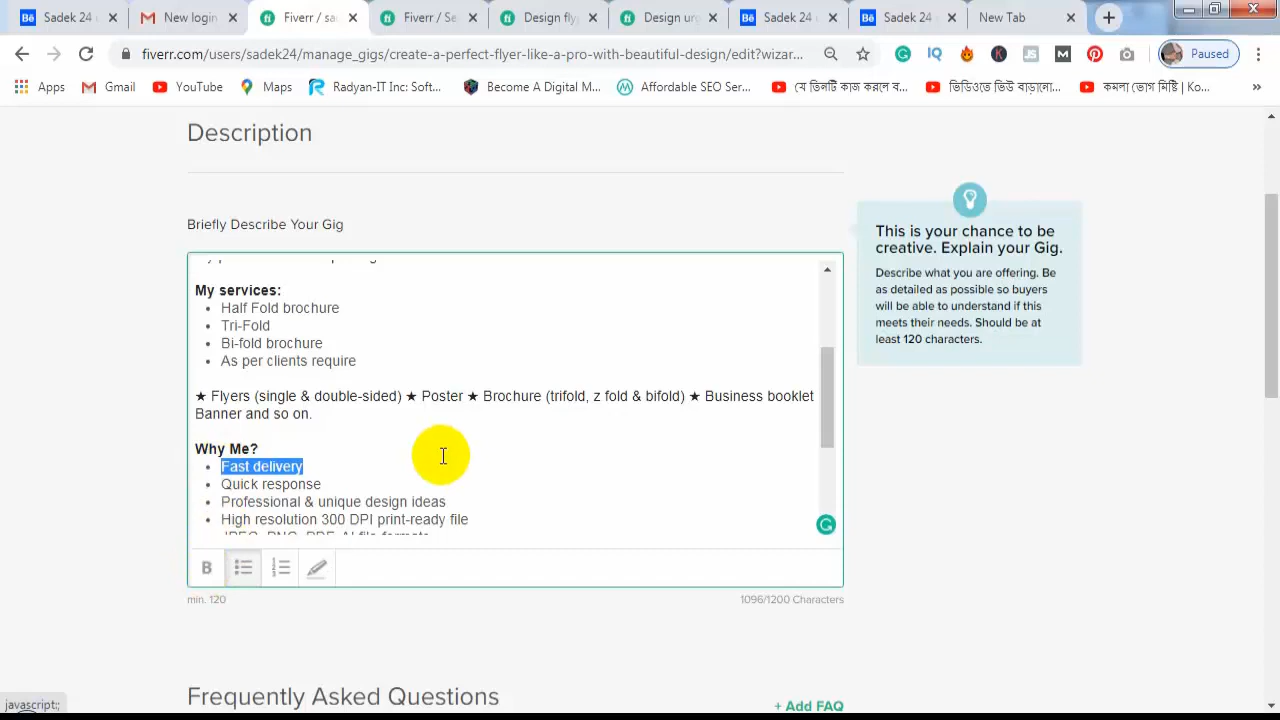 Sadek 24
New login
Fiverr / sa
Fiverr / Se
Design
Design ur
Sadek 24
Sadek 24
New Tab
fiverr.com/users/sadek24/manage_gigs/create-a-perfect-flyer-like-a-pro-with-beautiful-design/edit?wizar...
Paused
Apps
Gmail
YouTube
Maps
Radyan-IT Inc: Soft...
Become A Digital M...
Affordable SEO Ser...
যে তিনটি কাজ করলে ব...
ভিডিওতে ভিউ বাড়ানো...
কমলা ভোগ মিষ্টি | Ko...
Description
Briefly Describe Your Gig
My services:
• Half Fold brochure
• Tri-Fold
• Bi-fold brochure
• As per clients require
★ Flyers (single & double-sided) ★ Poster ★ Brochure (trifold, z fold & bifold) ★ Business booklet
Banner and so on.
Why Me?
• Fast delivery
• Quick response
• Professional & unique design ideas
• High resolution 300 DPI print-ready file
JPEG, PNG, PDF, AI file formats
B
min. 120
1096/1200 Characters
This is your chance to be
creative. Explain your Gig.
Describe what you are offering. Be
as detailed as possible so buyers
will be able to understand if this
meets their needs. Should be at
least 120 characters.
Frequently Asked Questions
+ Add FAQ
javascript:;